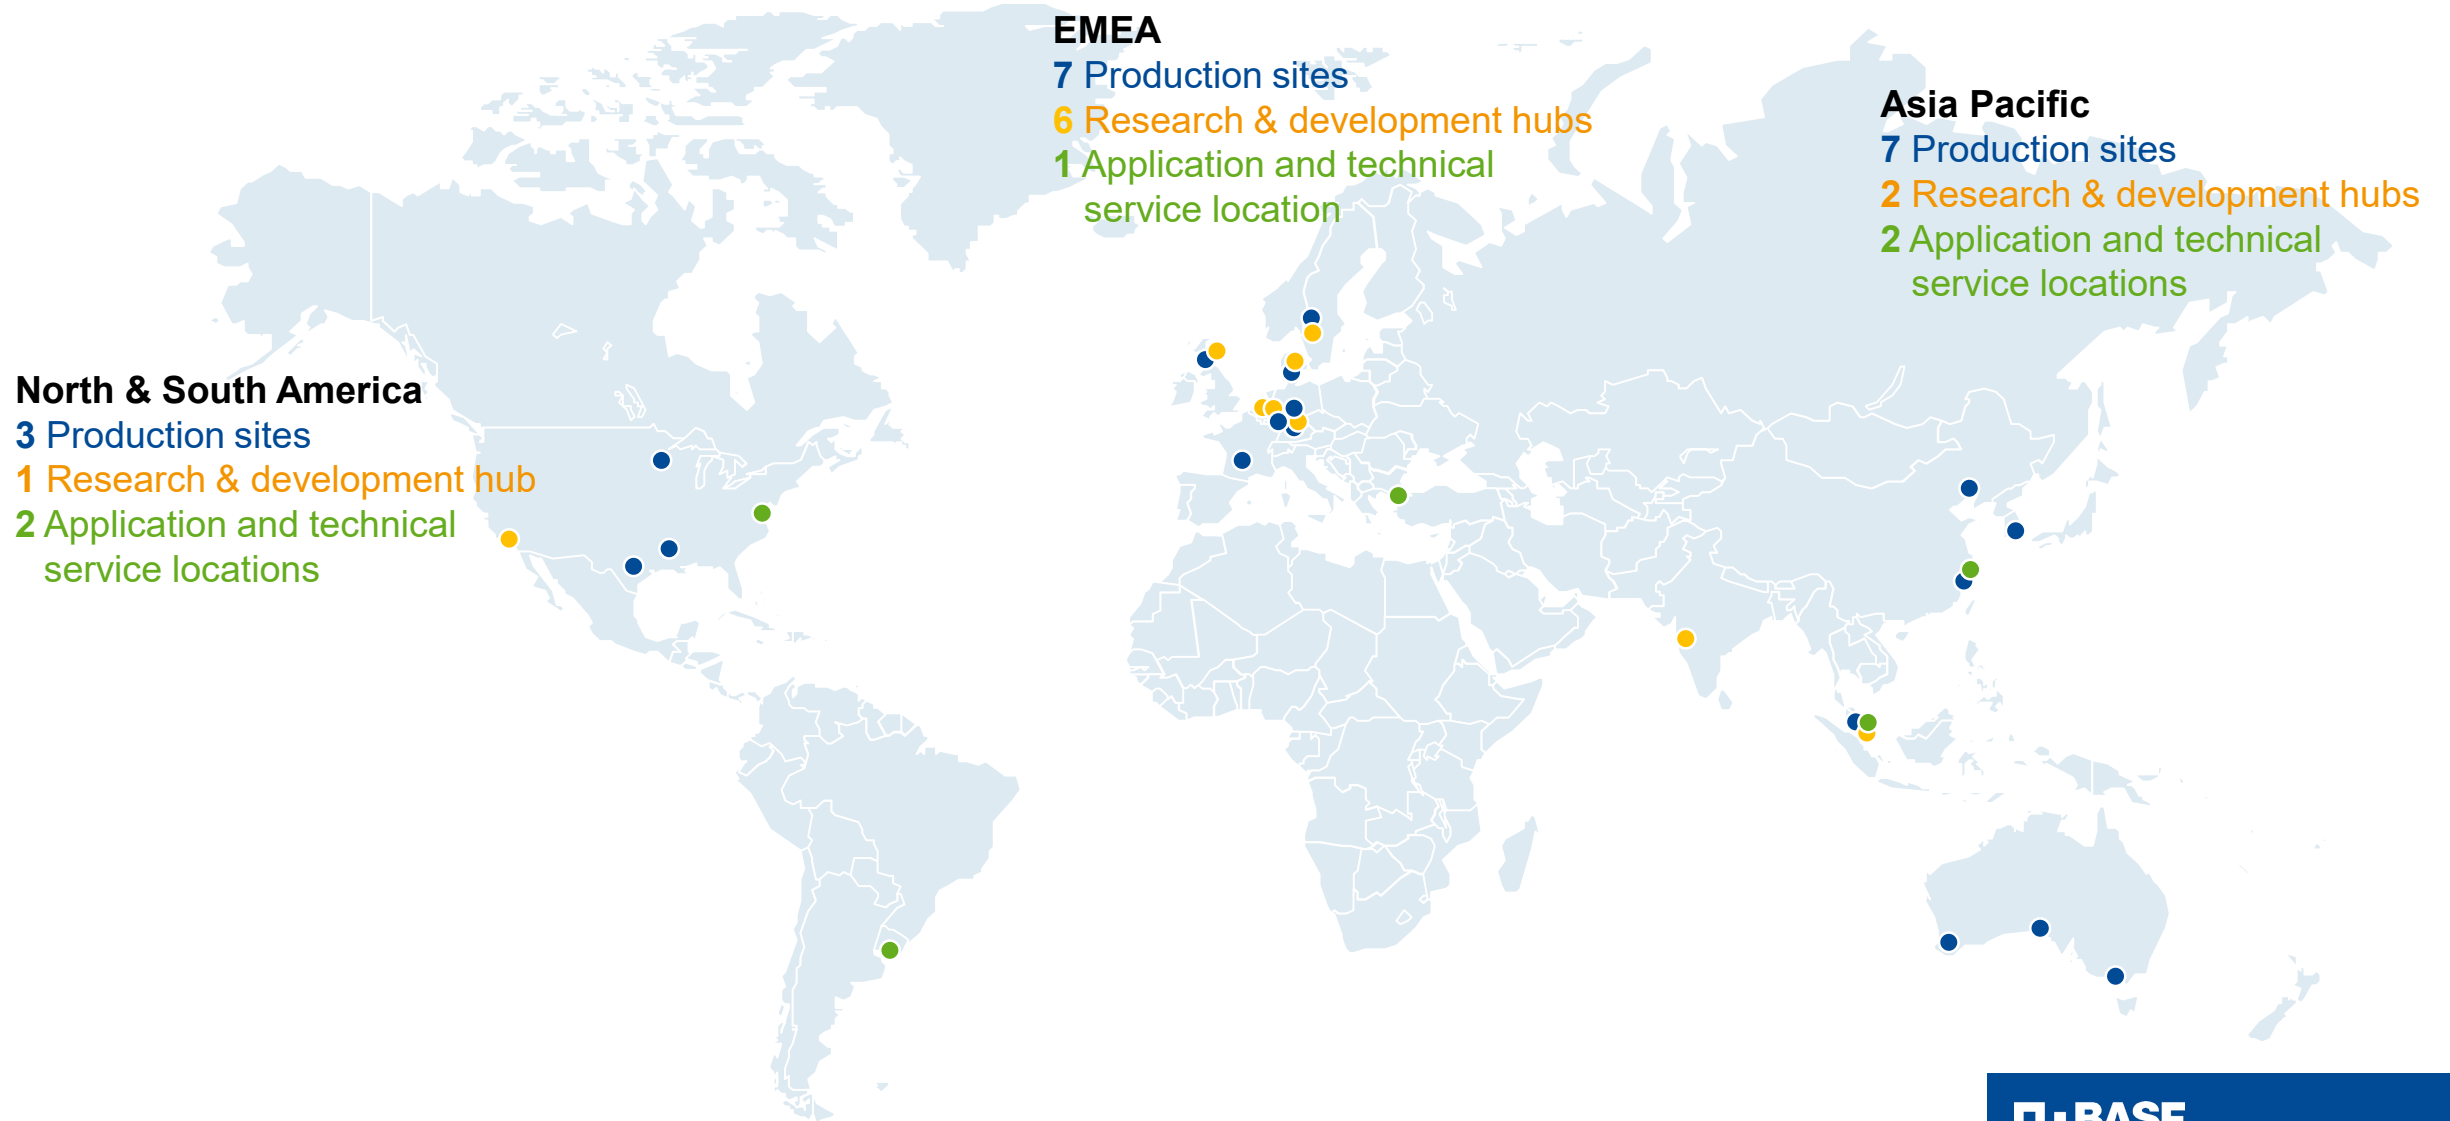 EMEA
7 Production sites
6 Research & development hubs
1 Application and technical
service location
Asia Pacific
7 Production sites
2 Research & development hubs
2 Application and technical
service locations
North & South America
3 Production sites
1 Research & development hub
2 Application and technical
service locations
BASF